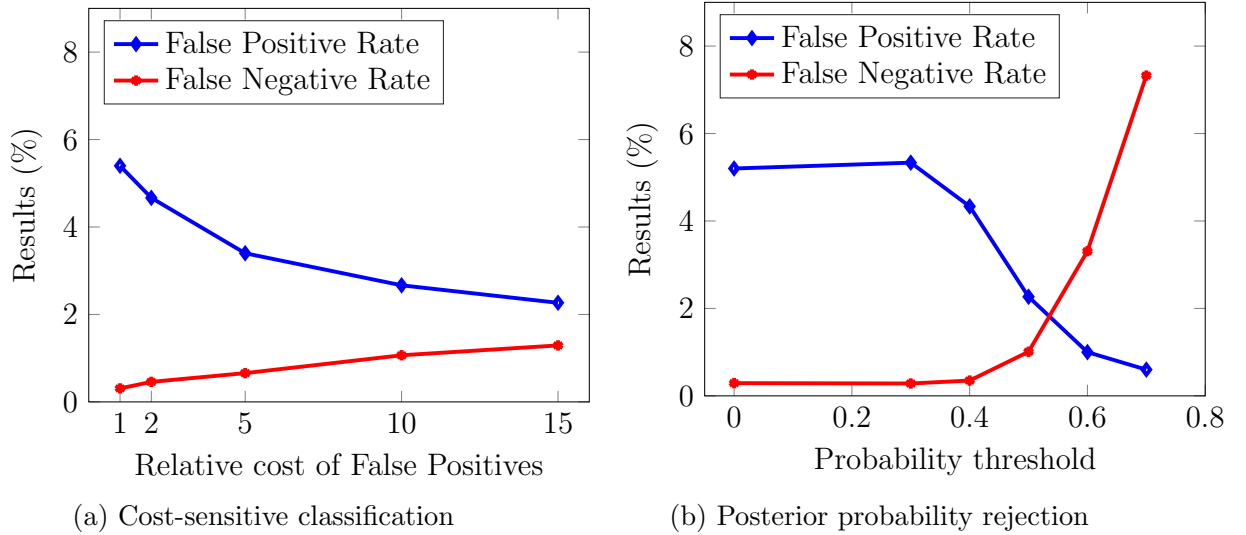 False Positive Rate
False Negative Rate
8
6
4
2
0
Results (%)
1 2 5 10 15
Relative cost of False Positives
(a) Cost-sensitive classification
False Positive Rate
False Negative Rate
8
6
4
2
0
Results (%)
0 0.2 0.4 0.6 0.8
Probability threshold
(b) Posterior probability rejection